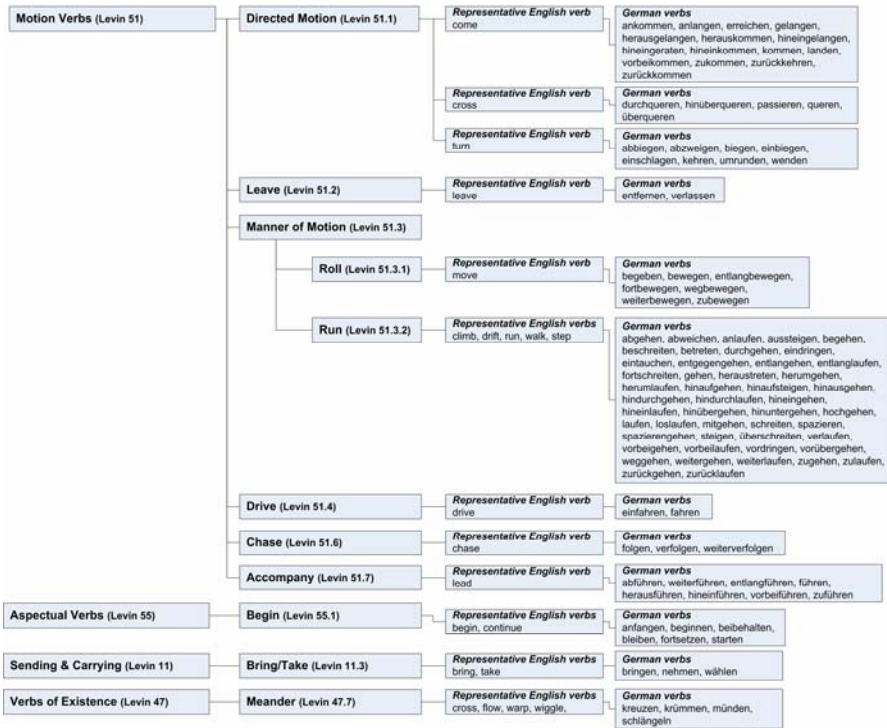 Motion Verbs (Levin 51)
Directed Motion (Levin 51.1)
Representative English verb
come
German verbs
ankommen, anlangen, erreichen, gelangen,
herausgelangen, herauskommen, hineingelangen,
hineingeraten, hineinkommen, kommen, landen,
vorbeikommen, zukommen, zurückkehren,
zurückkommen
Representative English verb
cross
German verbs
durchqueren, hinüberqueren, passieren, queren,
überqueren
Representative English verb
turn
German verbs
abbiegen, abzweigen, biegen, einbiegen,
einschlagen, kehren, umrunden, wenden
Leave (Levin 51.2)
Representative English verb
leave
German verbs
entfernen, verlassen
Manner of Motion (Levin 51.3)
Roll (Levin 51.3.1)
Representative English verb
move
German verbs
begeben, bewegen, entlangbewegen,
fortbewegen, wegbewegen,
weiterbewegen, zubewegen
Run (Levin 51.3.2)
Representative English verbs
climb, drift, run, walk, step
German verbs
abgehen, abweichen, anlaufen, aussteigen, begehen,
beschreiten, betreten, durchgehen, eindringen,
eintauchen, entgegengehen, entlanggehen, entlanglaufen,
fortschreiten, gehen, heraustreten, herumgehen,
herumlaufen, hinaufgehen, hinaufsteigen, hinausgehen,
hindurchgehen, hindurchlaufen, hineingehen,
hineinlaufen, hinübergehen, hinuntergehen, hochgehen,
laufen, loslaufen, mitgehen, schreiten, spazieren,
spazierengehen, steigen, überschreiten, verlaufen,
vorbeigehen, vorbeilaufen, vordringen, vorübergehen,
weggehen, weitergehen, weiterlaufen, zugehen, zulaufen,
zurückgehen, zurücklaufen
Drive (Levin 51.4)
Representative English verb
drive
German verbs
einfahren, fahren
Chase (Levin 51.6)
Representative English verb
chase
German verbs
folgen, verfolgen, weiterverfolgen
Accompany (Levin 51.7)
Representative English verb
lead
German verbs
abführen, weiterführen, entlangführen, führen,
herausführen, hineinführen, vorbeiführen, zuführen
Aspectual Verbs (Levin 55)
Begin (Levin 55.1)
Representative English verbs
begin, continue
German verbs
anfangen, beginnen, beibehalten,
bleiben, fortsetzen, starten
Sending & Carrying (Levin 11)
Bring/Take (Levin 11.3)
Representative English verbs
bring, take
German verbs
bringen, nehmen, wählen
Verbs of Existence (Levin 47)
Meander (Levin 47.7)
Representative English verbs
cross, flow, warp, wiggle,
German verbs
kreuzen, krümmen, münden,
schlängeln